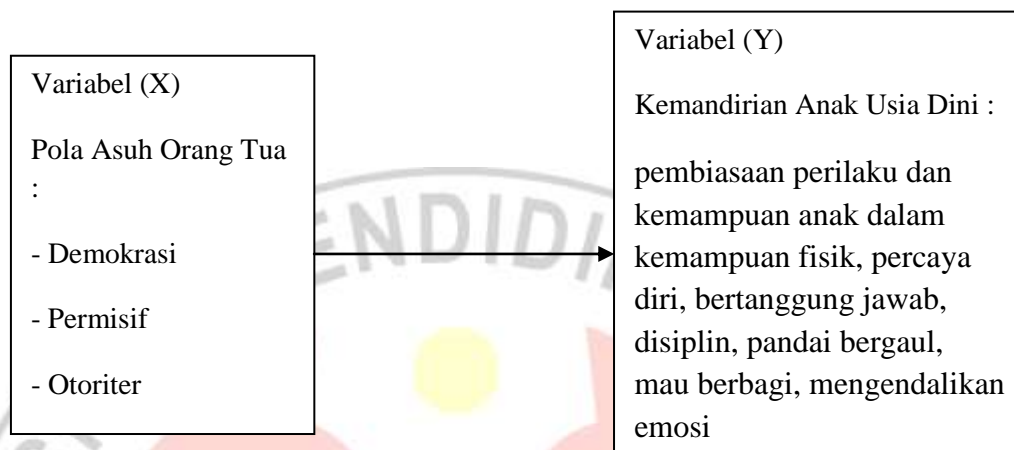 Variabel (X)
Pola Asuh Orang Tua
:
- Demokrasi
- Permisif
- Otoriter
Variabel (Y)
Kemandirian Anak Usia Dini :
pembiasaan perilaku dan
kemampuan anak dalam
kemampuan fisik, percaya
diri, bertanggung jawab,
disiplin, pandai bergaul,
mau berbagi, mengendalikan
emosi
ENDIDI